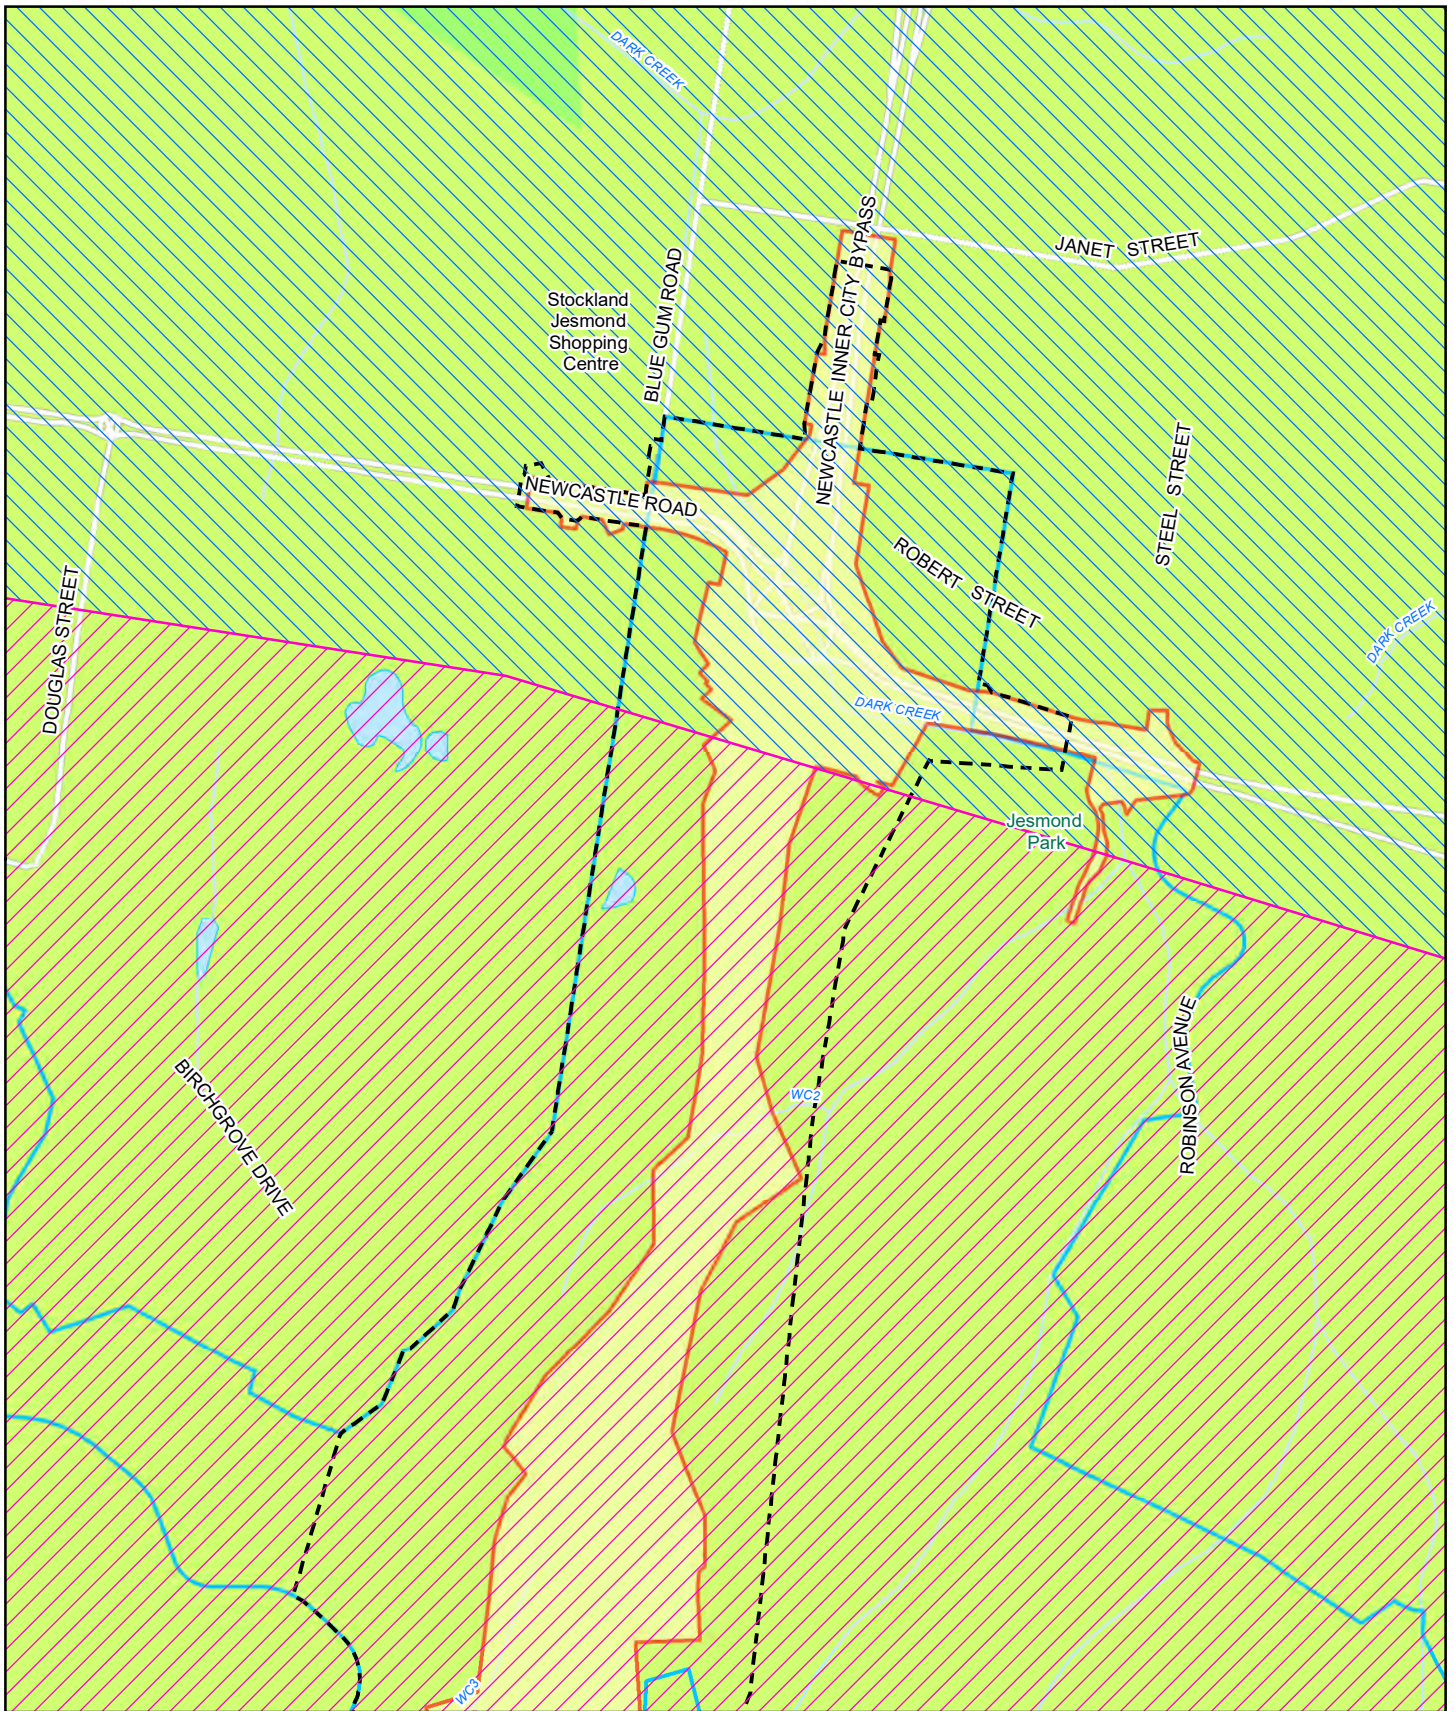 DARK CREEK
NEWCASTLE INNER CITY BYPASS
JANET STREET
BLUE GUM ROAD
Stockland
Jesmond
Shopping
Centre
STEEL STREET
NEWCASTLE ROAD
ROBERT STREET
DOUGLAS STREET
DARK CREEK
DARK CREEK
Jesmond
Park
ROBINSON AVENUE
BIRCHGROVE DRIVE
WC2
WC3